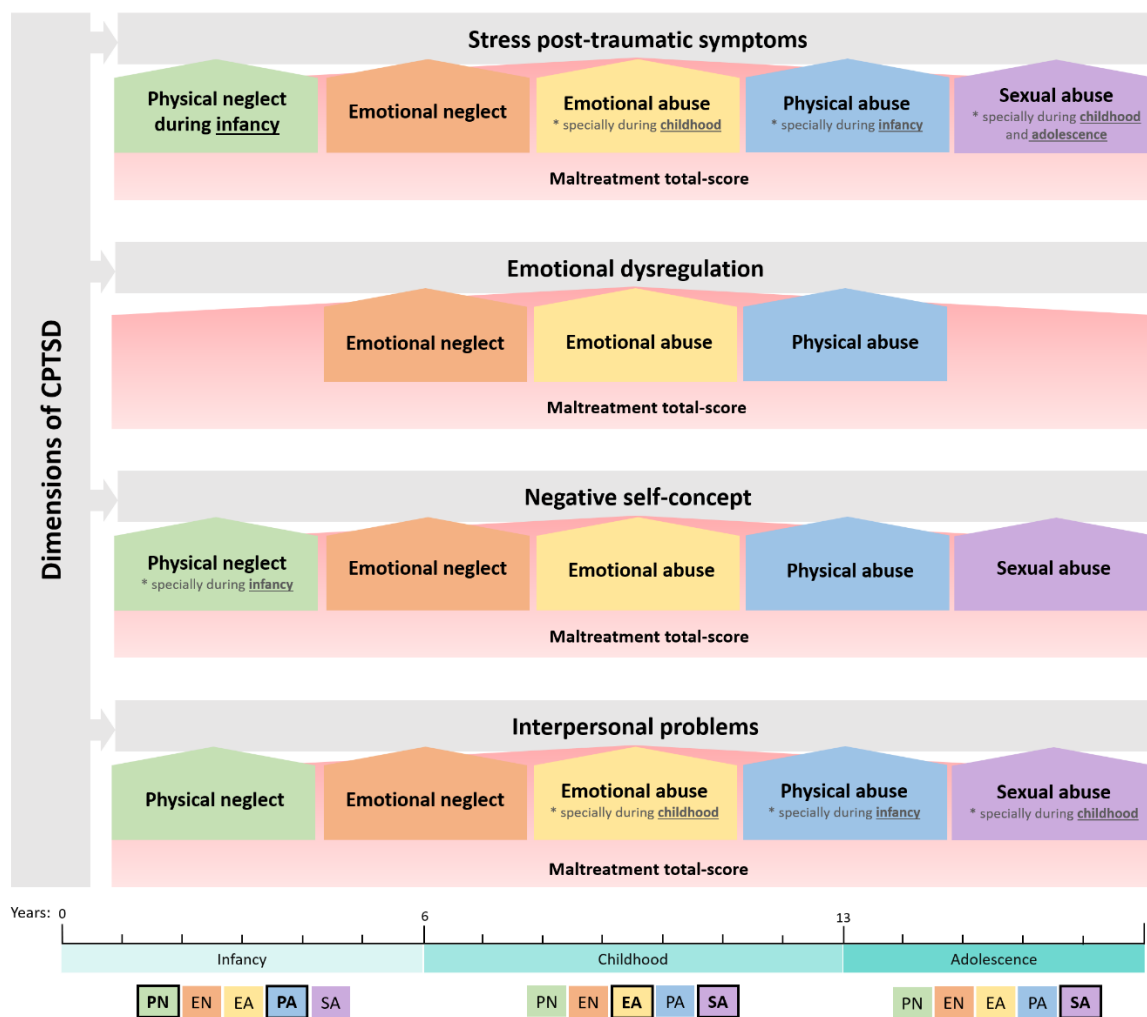 Dimensions of CPTSD
Stress post-traumatic symptoms
Physical neglect
during infancy
Emotional neglect
Emotional abuse
* specially during childhood
Physical abuse
* specially during infancy
Sexual abuse
* specially during childhood
and adolescence
Maltreatment total-score
Emotional dysregulation
Emotional neglect
Emotional abuse
Physical abuse
Maltreatment total-score
Negative self-concept
Physical neglect
* specially during infancy
Emotional neglect
Emotional abuse
Physical abuse
Sexual abuse
Maltreatment total-score
Interpersonal problems
Physical neglect
Emotional neglect
Emotional abuse
* specially during childhood
Physical abuse
* specially during infancy
Sexual abuse
* specially during childhood
Maltreatment total-score
Years: 0 6 13
Infancy Childhood Adolescence
PN EN EA PA SA PN EN EA PA SA PN EN EA PA SA